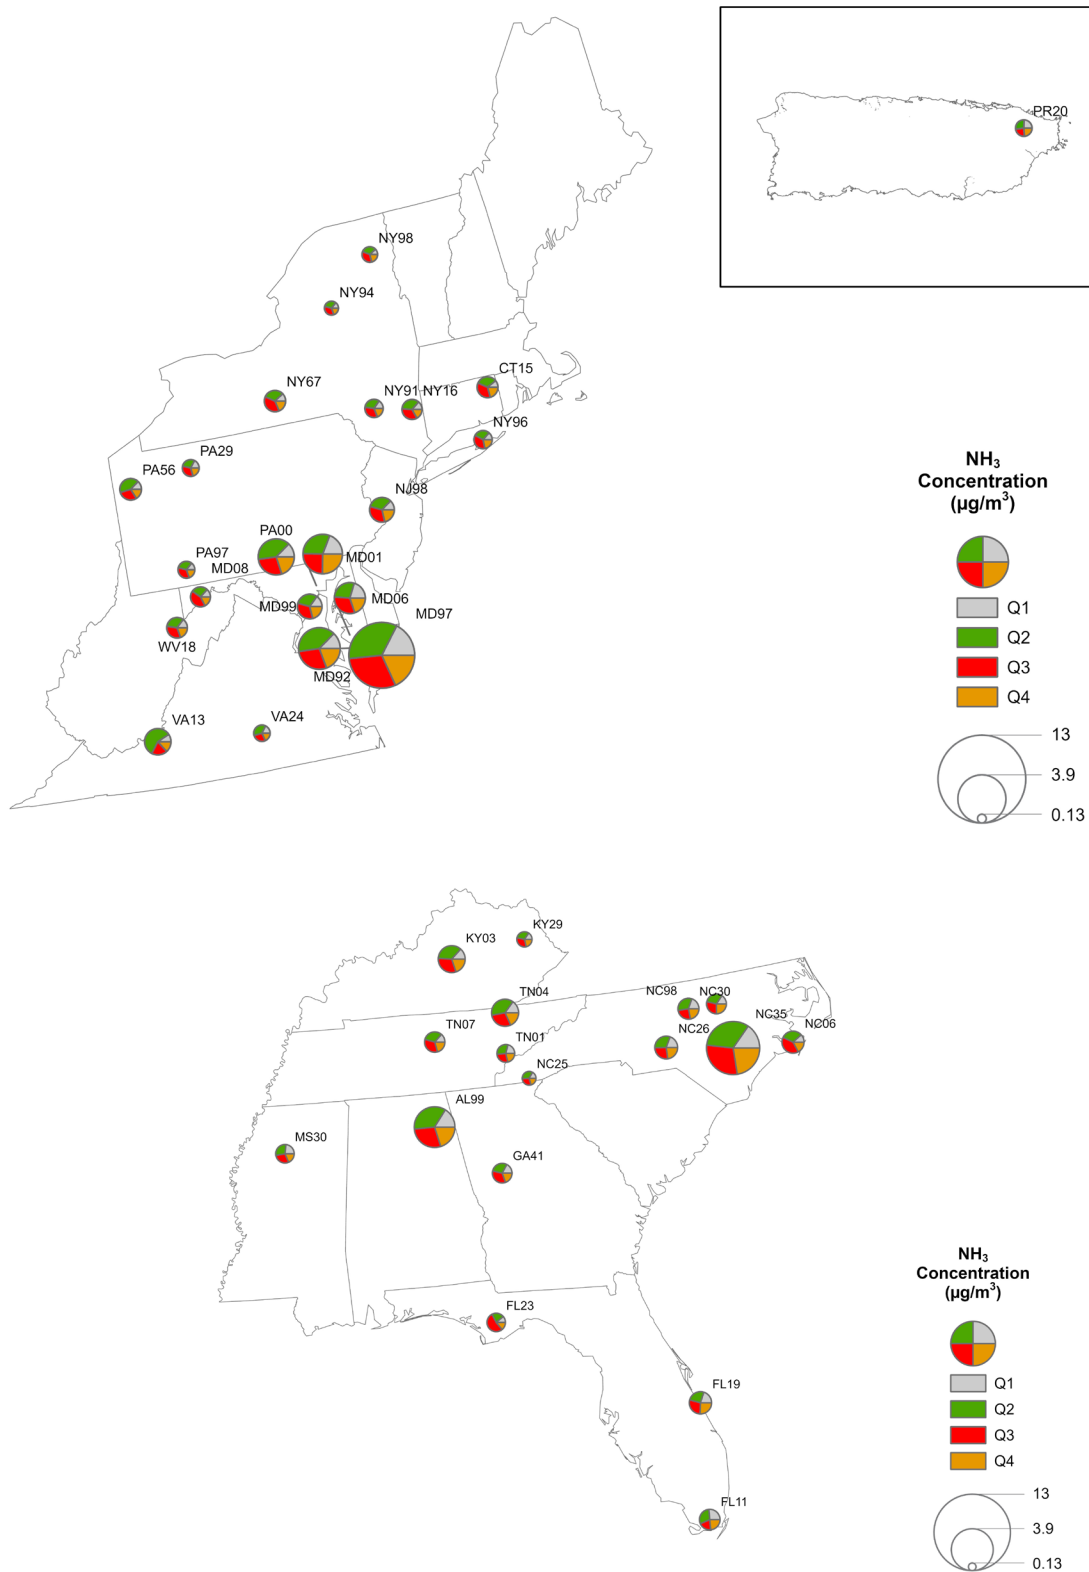 PR20
NY98
NY94
CT15
NY67
NY91 NY16
NY96
PA29
PA56
NJ98
PA00
MD01
PA97
MD08
MD99
MD06
MD97
WV18
MD92
VA13
VA24
NH₃
Concentration
(µg/m³)
Q1
Q2
Q3
Q4
13
3.9
0.13
KY29
KY03
TN04
NC98
NC30
TN07
TN01
NC26
NC35
NC06
NC25
AL99
MS30
GA41
FL23
FL19
FL11
NH₃
Concentration
(µg/m³)
Q1
Q2
Q3
Q4
13
3.9
0.13